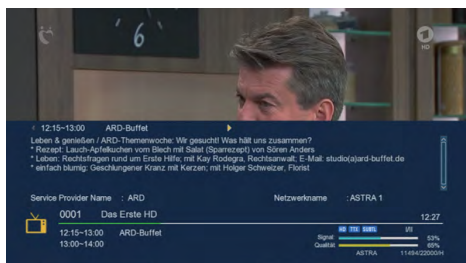 6
HD
12:15~13:00 ARD-Buffet
Leben & genießen / ARD-Themenwoche: Wir gesucht! Was hält uns zusammen?
* Rezept: Lauch-Apfelkuchen vom Blech mit Salat (Sparrezept) von Sören Anders
* Leben: Rechtsfragen rund um Erste Hilfe; mit Kay Rodegra, Rechtsanwalt; E-Mail: studio(a)ard-buffet.de
* einfach blumig: Geschlungener Kranz mit Kerzen; mit Holger Schweizer, Florist
Service Provider Name : ARD Netzwerkname : ASTRA 1
0001 Das Erste HD 12:27
12:15~13:00 ARD-Buffet
13:00~14:00
HD TTX SUBTL
Signal 53%
Qualität 65%
ASTRA 11494/22000/H